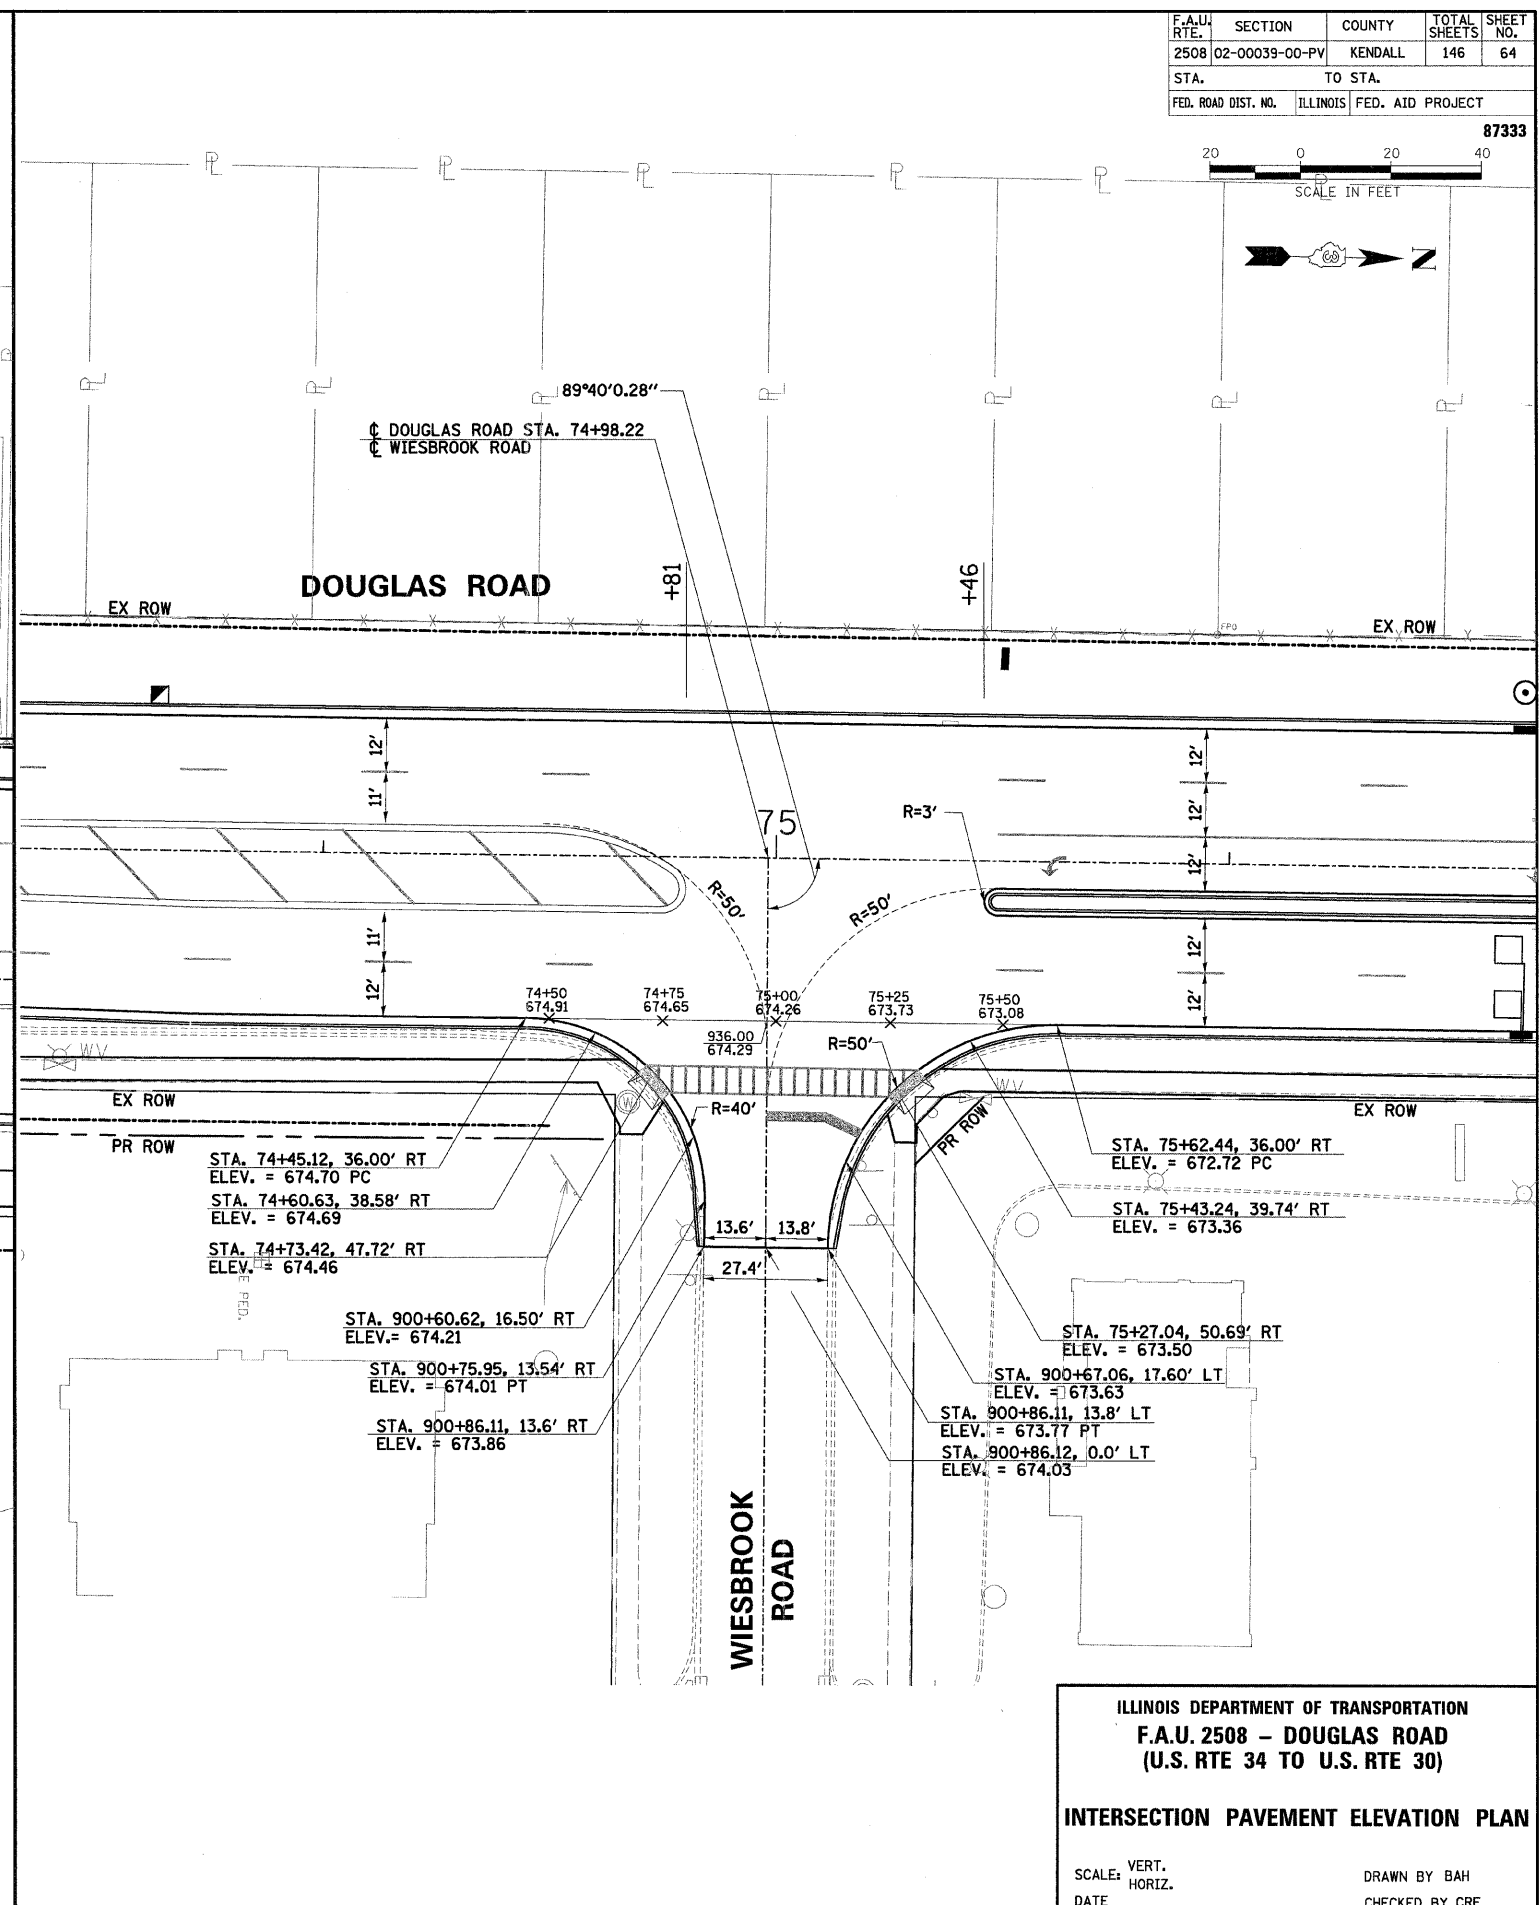 F.A.U. RTE. SECTION COUNTY TOTAL SHEETS SHEET NO.
2508 02-00039-00-PV KENDALL 146 64
STA. TO STA.
FED. ROAD DIST. NO. ILLINOIS FED. AID PROJECT
87333
20 0 20 40
SCALE IN FEET
N
89°40'0.28"
℄ DOUGLAS ROAD STA. 74+98.22
℄ WIESBROOK ROAD
DOUGLAS ROAD
+81
+46
EX ROW
FPO
EX ROW
12'
11'
12'
12'
12'
75
R=3'
R=50'
R=50'
11'
12'
12'
12'
74+50
674.91
74+75
674.65
75+00
674.26
75+25
673.73
75+50
673.08
936.00
674.29
R=50'
R=40'
WV
W
WV
EX ROW
PR ROW
PR ROW
EX ROW
STA. 74+45.12, 36.00' RT
ELEV. = 674.70 PC
STA. 74+60.63, 38.58' RT
ELEV. = 674.69
STA. 74+73.42, 47.72' RT
ELEV. = 674.46
STA. 75+62.44, 36.00' RT
ELEV. = 672.72 PC
STA. 75+43.24, 39.74' RT
ELEV. = 673.36
13.6' 13.8'
27.4'
STA. 900+60.62, 16.50' RT
ELEV.= 674.21
STA. 900+75.95, 13.54' RT
ELEV. = 674.01 PT
STA. 900+86.11, 13.6' RT
ELEV. = 673.86
STA. 75+27.04, 50.69' RT
ELEV. = 673.50
STA. 900+67.06, 17.60' LT
ELEV. = 673.63
STA. 900+86.11, 13.8' LT
ELEV. = 673.77 PT
STA. 900+86.12, 0.0' LT
ELEV. = 674.03
WIESBROOK
ROAD
ILLINOIS DEPARTMENT OF TRANSPORTATION
F.A.U. 2508 – DOUGLAS ROAD
(U.S. RTE 34 TO U.S. RTE 30)
INTERSECTION PAVEMENT ELEVATION PLAN
SCALE: VERT.
HORIZ.
DRAWN BY BAH
DATE
CHECKED BY CRE